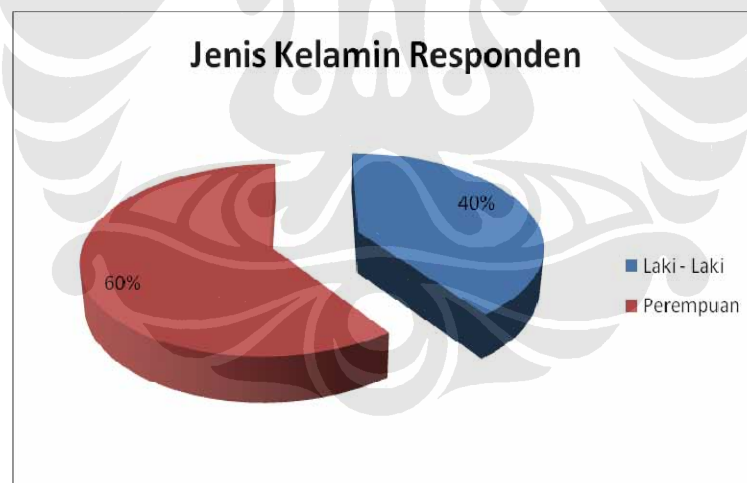 Jenis Kelamin Responden
40%
60%
Laki - Laki
Perempuan